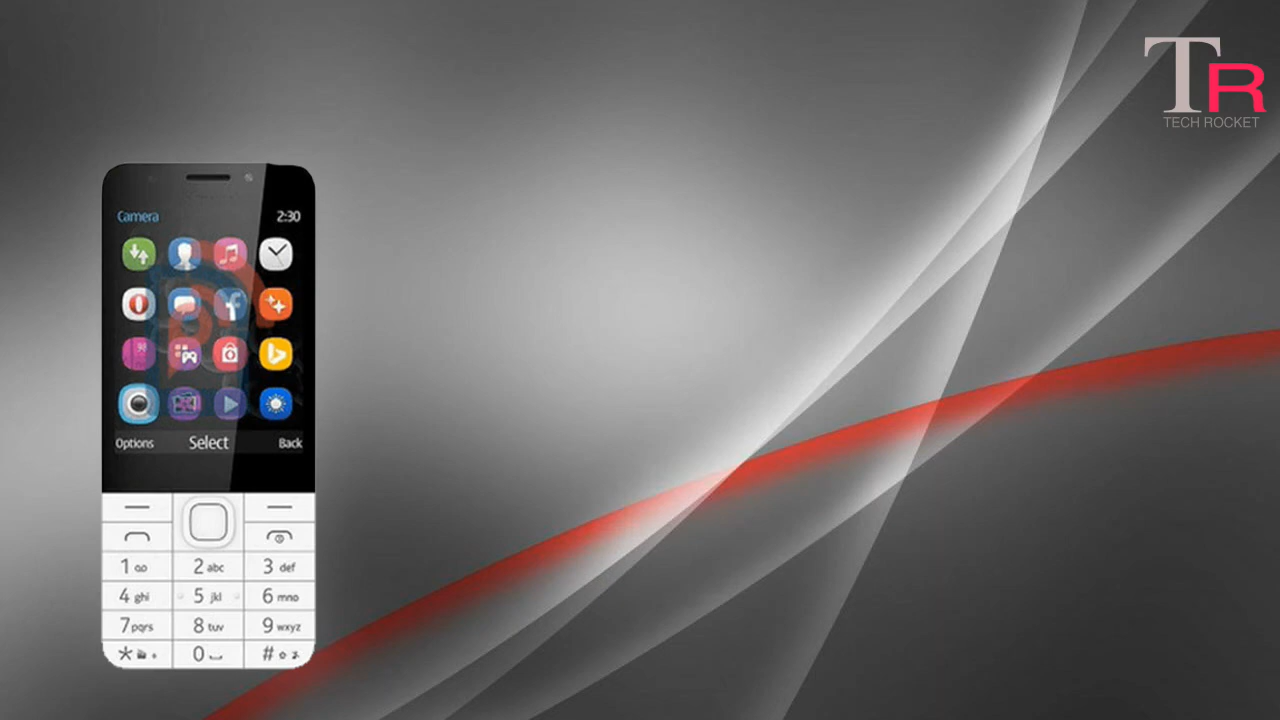 TR
TECH ROCKET
Camera 2:30
Options Select Back
1 2 abc 3 def
4 ghi 5 jkl 6 mno
7 pqrs 8 tuv 9 wxyz
* + 0 #